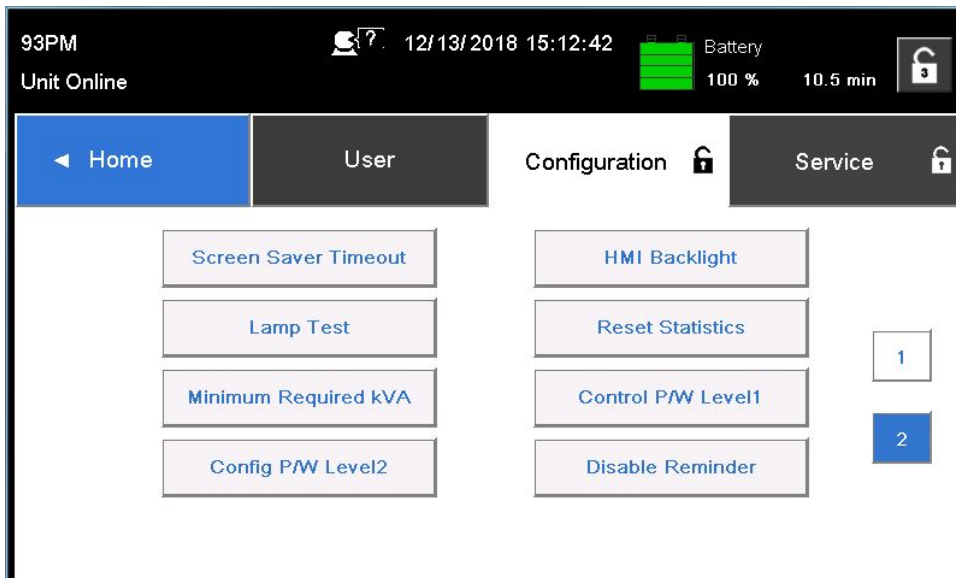 93PM
?
12/13/2018 15:12:42
Battery
Unit Online
100 %
10.5 min
3
◄ Home
User
Configuration
Service
Screen Saver Timeout
HMI Backlight
Lamp Test
Reset Statistics
1
Minimum Required kVA
Control P/W Level1
2
Config P/W Level2
Disable Reminder